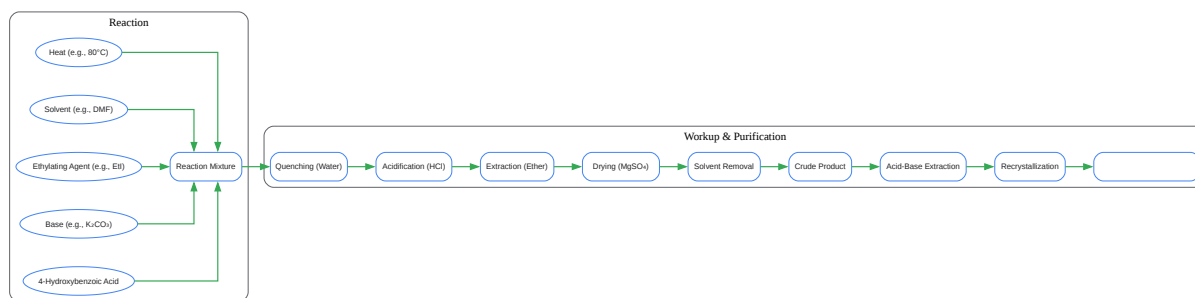 Reaction
Heat (e.g., 80°C)
Solvent (e.g., DMF)
Ethylating Agent (e.g., EtI)
Base (e.g., K₂CO₃)
4-Hydroxybenzoic Acid
Reaction Mixture
Workup & Purification
Quenching (Water)
Acidification (HCl)
Extraction (Ether)
Drying (MgSO₄)
Solvent Removal
Crude Product
Acid-Base Extraction
Recrystallization